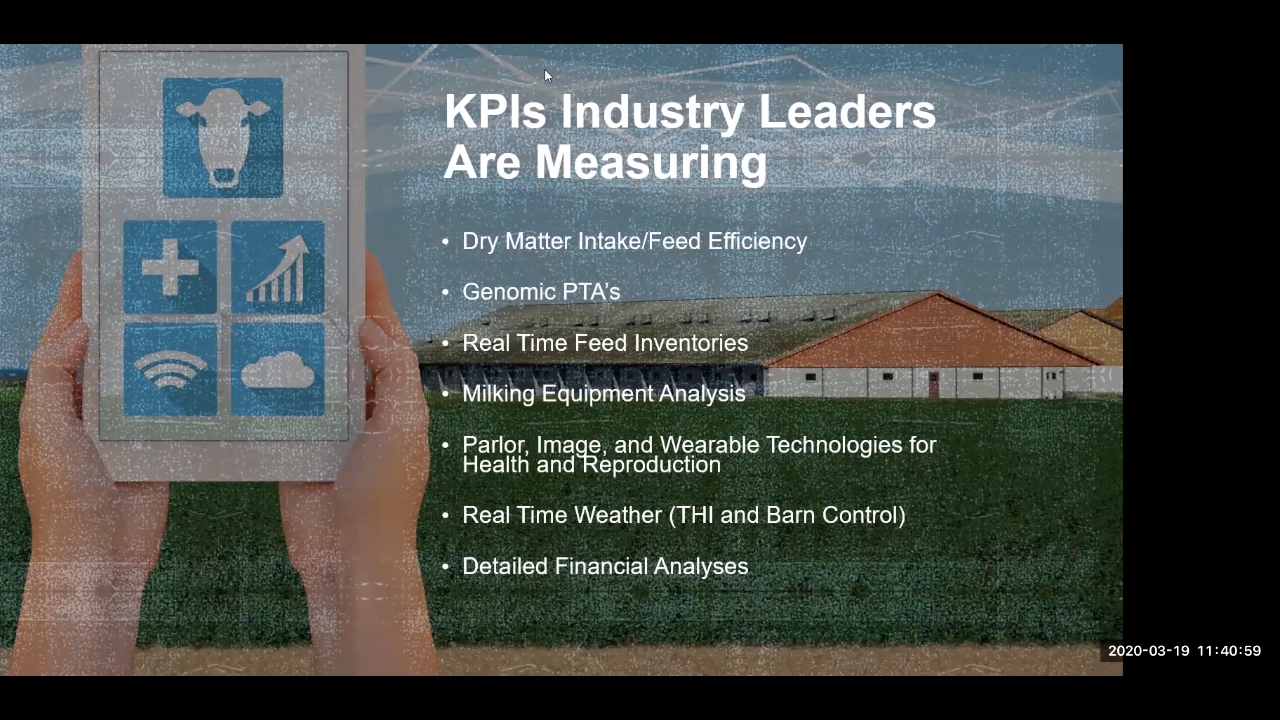 KPIs Industry Leaders
Are Measuring
• Dry Matter Intake/Feed Efficiency
• Genomic PTA’s
• Real Time Feed Inventories
• Milking Equipment Analysis
• Parlor, Image, and Wearable Technologies for
Health and Reproduction
• Real Time Weather (THI and Barn Control)
• Detailed Financial Analyses
2020-03-19 11:40:59